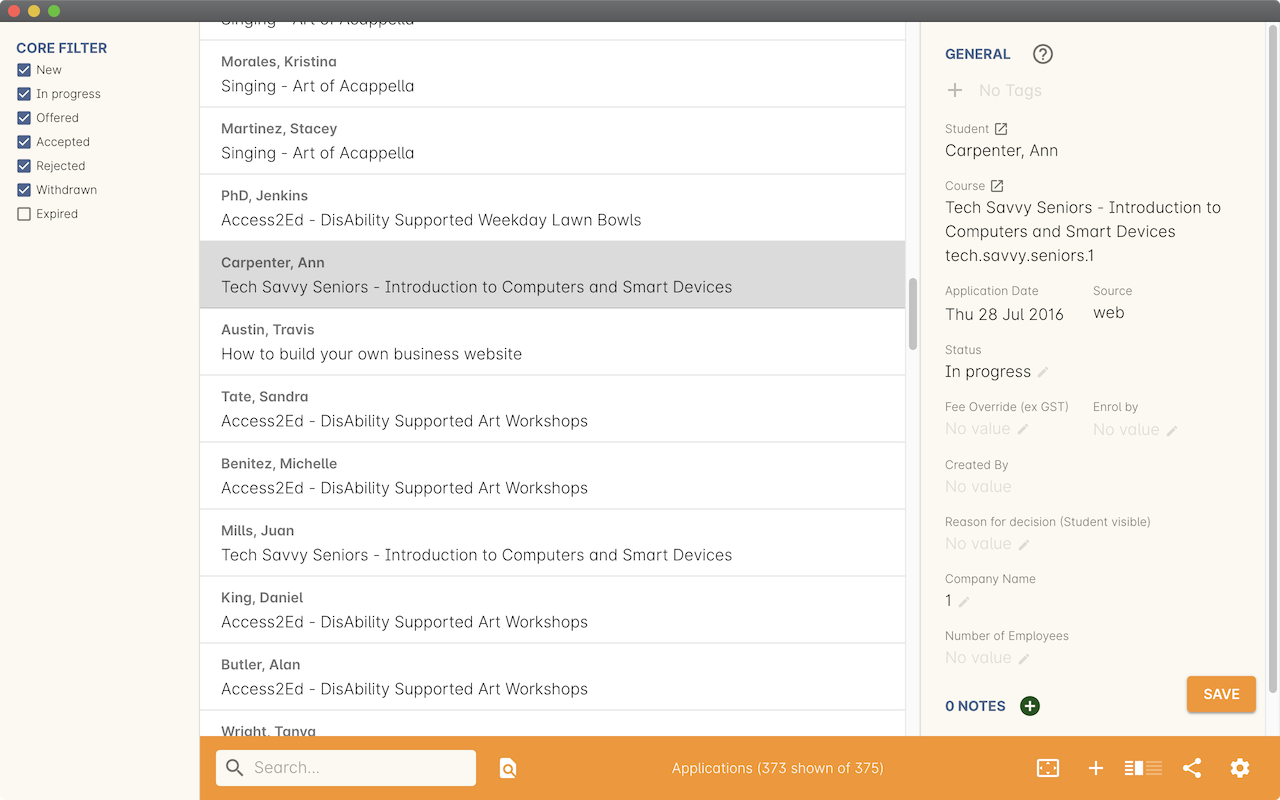 CORE FILTER
New
In progress
Offered
Accepted
Rejected
Withdrawn
Expired
Singing - Art of Acappella
Morales, Kristina
Singing - Art of Acappella
Martinez, Stacey
Singing - Art of Acappella
PhD, Jenkins
Access2Ed - DisAbility Supported Weekday Lawn Bowls
Carpenter, Ann
Tech Savvy Seniors - Introduction to Computers and Smart Devices
Austin, Travis
How to build your own business website
Tate, Sandra
Access2Ed - DisAbility Supported Art Workshops
Benitez, Michelle
Access2Ed - DisAbility Supported Art Workshops
Mills, Juan
Tech Savvy Seniors - Introduction to Computers and Smart Devices
King, Daniel
Access2Ed - DisAbility Supported Art Workshops
Butler, Alan
Access2Ed - DisAbility Supported Art Workshops
Wright, Tanya
GENERAL
No Tags
Student
Carpenter, Ann
Course
Tech Savvy Seniors - Introduction to
Computers and Smart Devices
tech.savvy.seniors.1
Application Date Source
Thu 28 Jul 2016 web
Status
In progress
Fee Override (ex GST) Enrol by
No value No value
Created By
No value
Reason for decision (Student visible)
No value
Company Name
1
Number of Employees
No value
0 NOTES
SAVE
Search...
Applications (373 shown of 375)